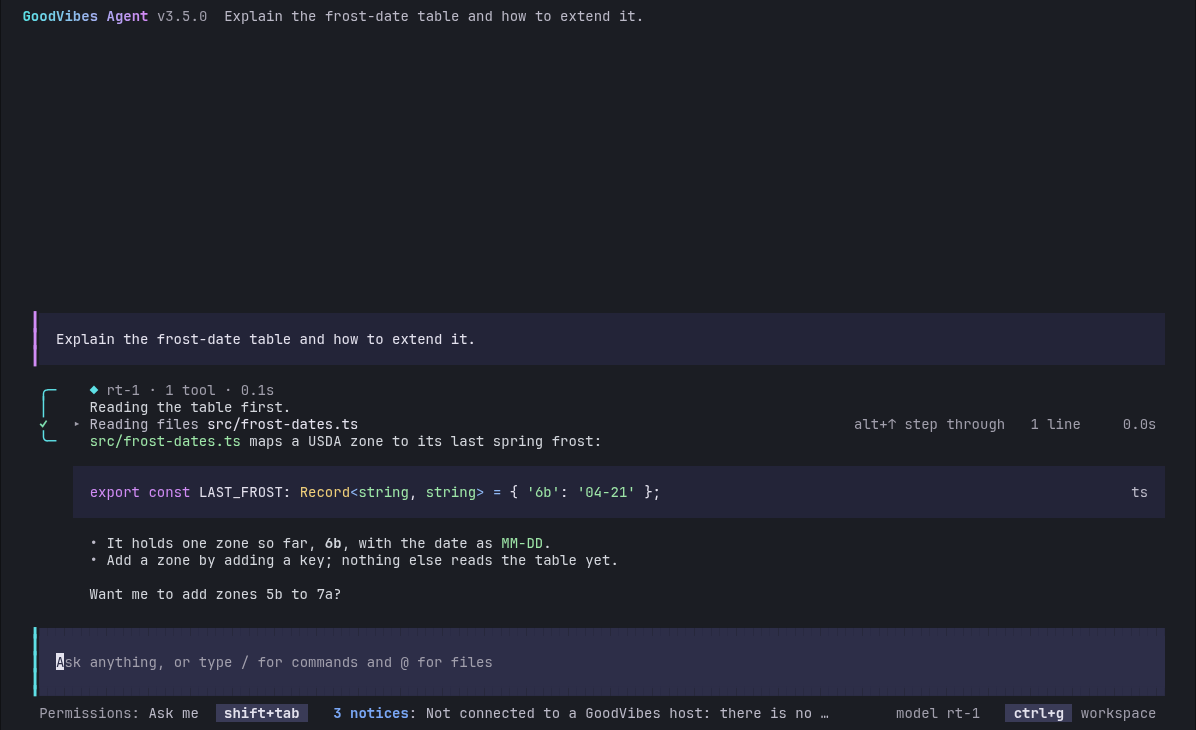 GoodVibes Agent v3.5.0 Explain the frost-date table and how to extend it.
Explain the frost-date table and how to extend it.
◆ rt-1 · 1 tool · 0.1s
Reading the table first.
✓ ▸ Reading files src/frost-dates.ts alt+↑ step through 1 line 0.0s
src/frost-dates.ts maps a USDA zone to its last spring frost:
export const LAST_FROST: Record<string, string> = { '6b': '04-21' }; ts
• It holds one zone so far, 6b, with the date as MM-DD.
• Add a zone by adding a key; nothing else reads the table yet.
Want me to add zones 5b to 7a?
Ask anything, or type / for commands and @ for files
Permissions: Ask me shift+tab 3 notices: Not connected to a GoodVibes host: there is no … model rt-1 ctrl+g workspace